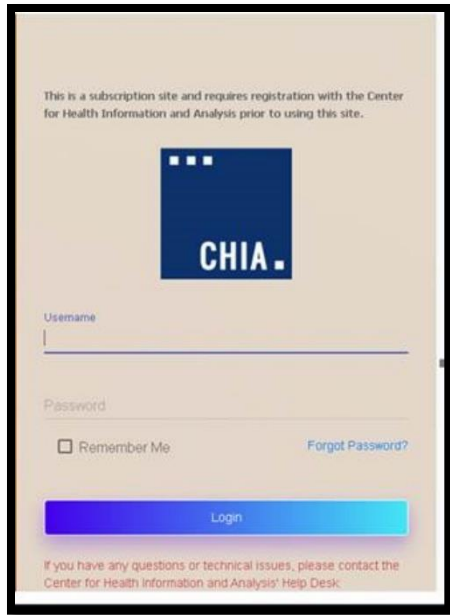 This is a subscription site and requires registration with the Center
for Health Information and Analysis prior to using this site.
CHIA.
Username
Password
Remember Me
Forgot Password?
Login
If you have any questions or technical issues, please contact the
Center for Health Information and Analysis' Help Desk: